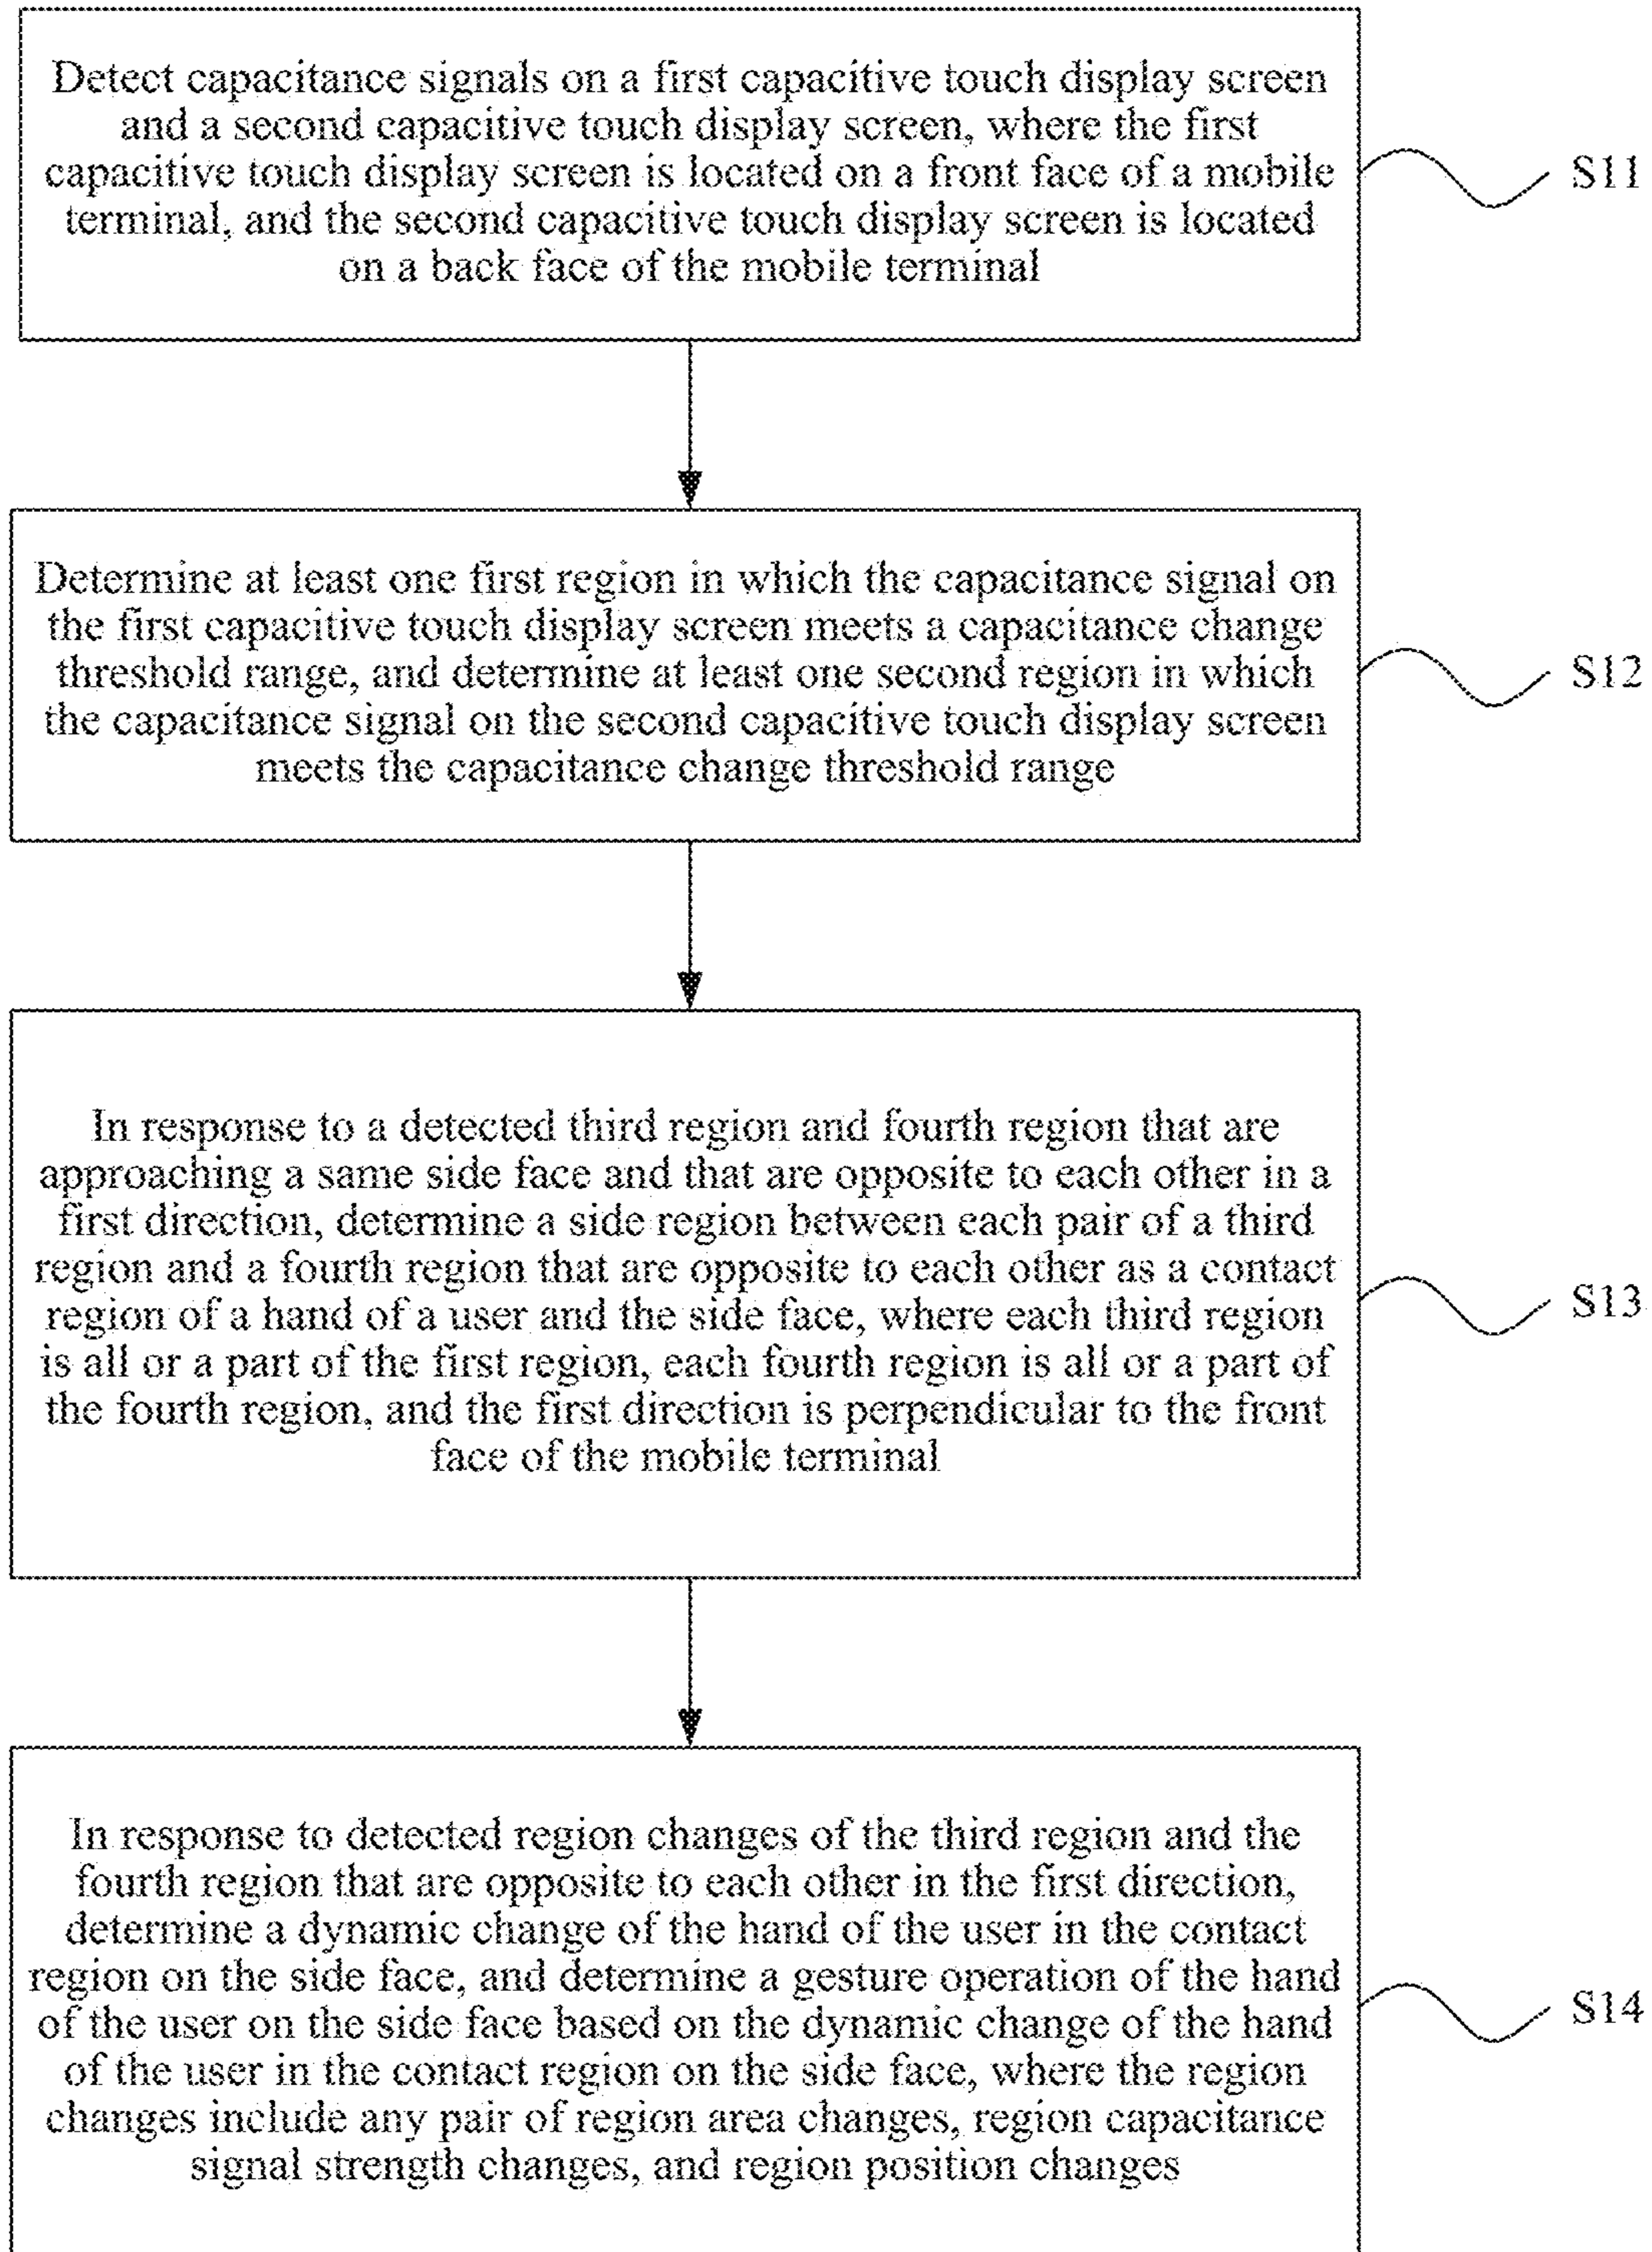 Detect capacitance signals on a first capacitive touch display screen
and a second capacitive touch display screen, where the first
capacitive touch display screen is located on a front face of a mobile
terminal, and the second capacitive touch display screen is located
on a back face of the mobile terminal
S11
Determine at least one first region in which the capacitance signal on
the first capacitive touch display screen meets a capacitance change
threshold range, and determine at least one second region in which
the capacitance signal on the second capacitive touch display screen
meets the capacitance change threshold range
S12
In response to a detected third region and fourth region that are
approaching a same side face and that are opposite to each other in a
first direction, determine a side region between each pair of a third
region and a fourth region that are opposite to each other as a contact
region of a hand of a user and the side face, where each third region
is all or a part of the first region, each fourth region is all or a part of
the fourth region, and the first direction is perpendicular to the front
face of the mobile terminal
S13
In response to detected region changes of the third region and the
fourth region that are opposite to each other in the first direction,
determine a dynamic change of the hand of the user in the contact
region on the side face, and determine a gesture operation of the hand
of the user on the side face based on the dynamic change of the hand
of the user in the contact region on the side face, where the region
changes include any pair of region area changes, region capacitance
signal strength changes, and region position changes
S14